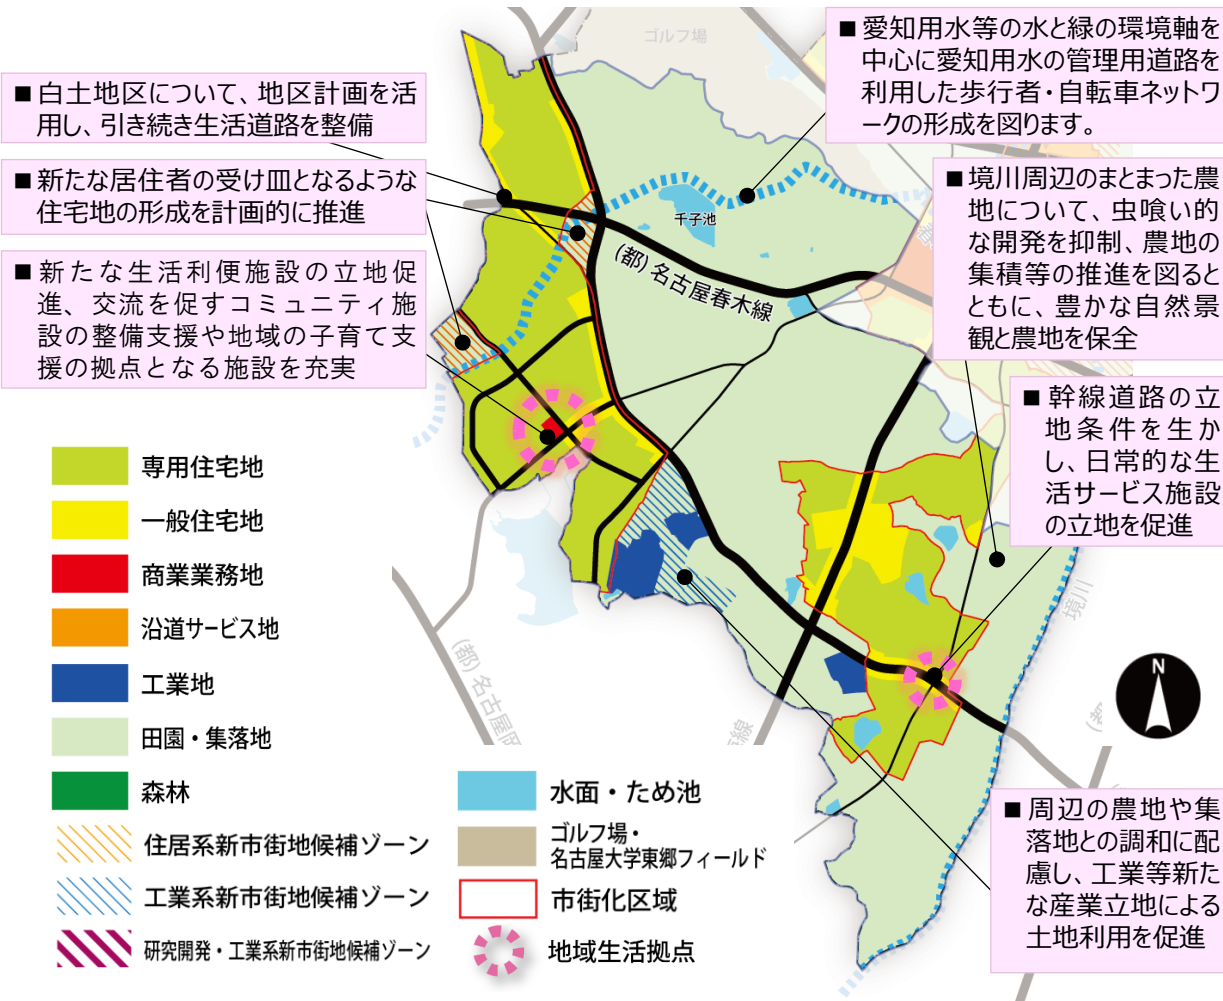 ゴルフ場
■愛知用水等の水と緑の環境軸を
中心に愛知用水の管理用道路を
利用した歩行者・自転車ネットワ
ークの形成を図ります。
■白土地区について、地区計画を活
用し、引き続き生活道路を整備
■新たな居住者の受け皿となるような
住宅地の形成を計画的に推進
■新たな生活利便施設の立地促
進、交流を促すコミュニティ施
設の整備支援や地域の子育て支
援の拠点となる施設を充実
■境川周辺のまとまった農
地について、虫喰い的
な開発を抑制、農地の
集積等の推進を図ると
ともに、豊かな自然景
観と農地を保全
千子池
(都)名古屋春木線
■幹線道路の立
地条件を生か
し、日常的な生
活サービス施設
の立地を促進
境川
(都)名古屋岡
線
N
専用住宅地
一般住宅地
商業業務地
沿道サービス地
工業地
田園・集落地
森林
住居系新市街地候補ゾーン
工業系新市街地候補ゾーン
研究開発・工業系新市街地候補ゾーン
水面・ため池
ゴルフ場・
名古屋大学東郷フィールド
市街化区域
地域生活拠点
■周辺の農地や集
落地との調和に配
慮し、工業等新た
な産業立地による
土地利用を促進